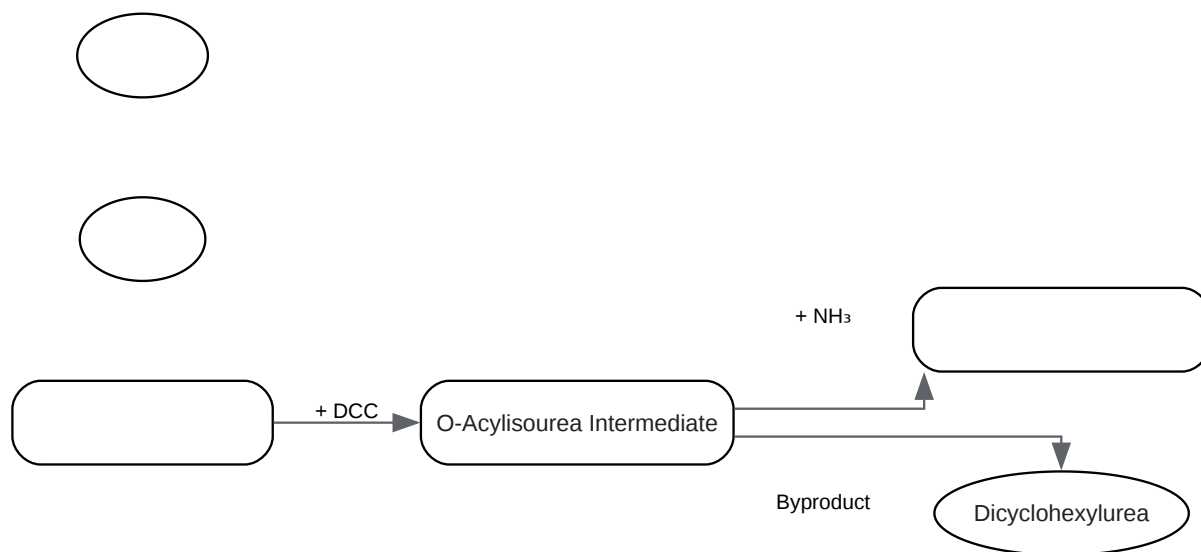 + NH₃
+ DCC
O-Acylisourea Intermediate
Byproduct
Dicyclohexylurea